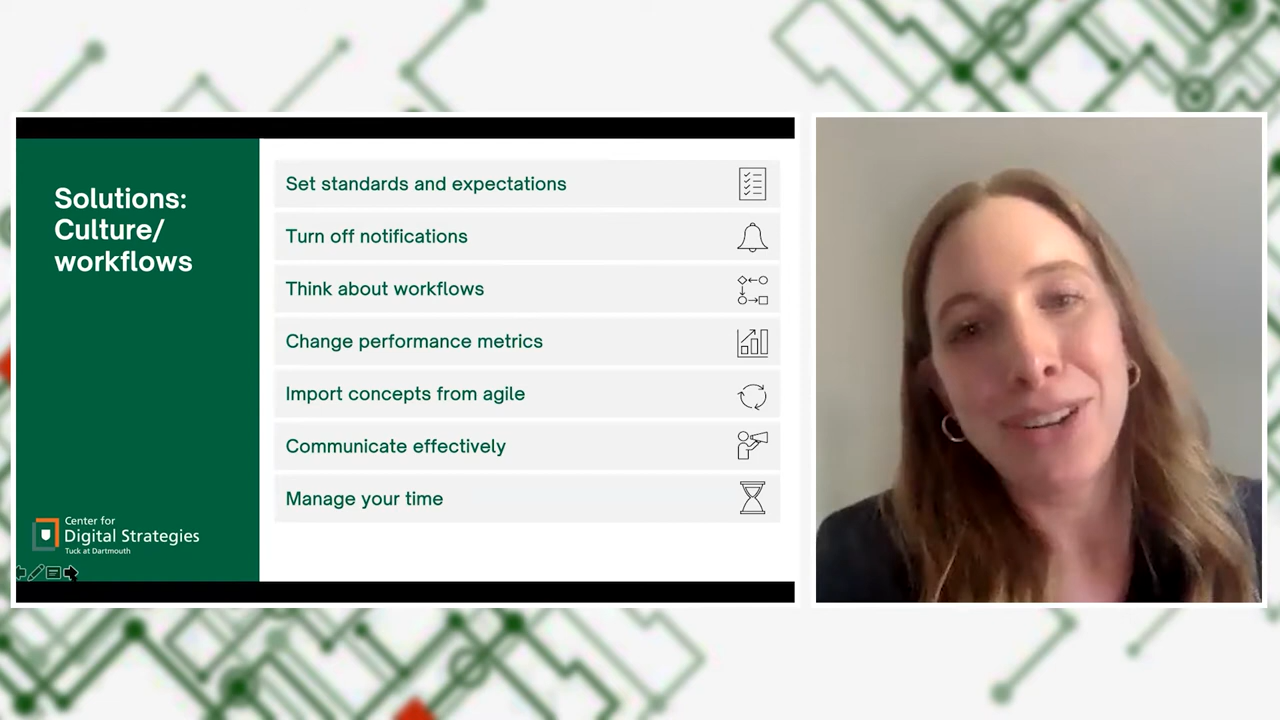 Solutions:
Culture/
workflows
Set standards and expectations
Turn off notifications
Think about workflows
Change performance metrics
Import concepts from agile
Communicate effectively
Manage your time
Center for
Digital Strategies
Tuck at Dartmouth